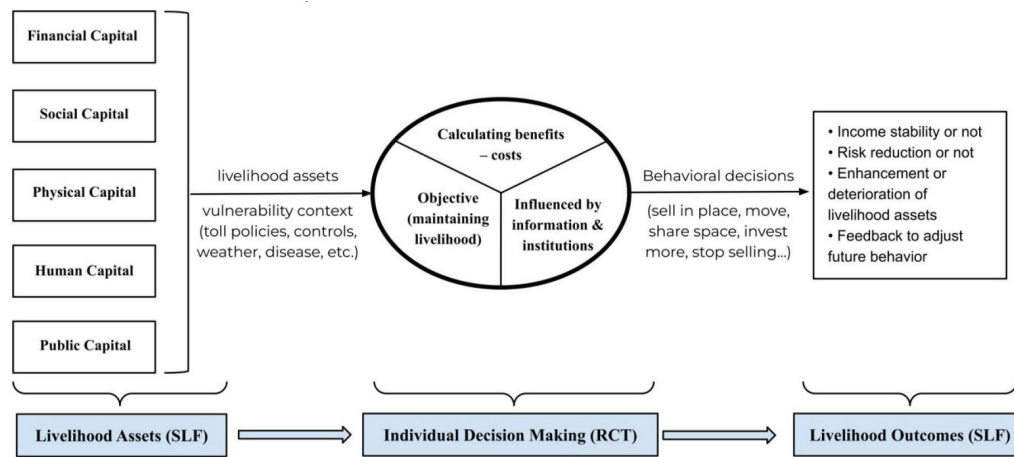 Financial Capital
Social Capital
Physical Capital
Human Capital
Public Capital
livelihood assets
vulnerability context
(toll policies, controls,
weather, disease, etc.)
Calculating benefits
– costs
Objective
(maintaining
livelihood)
Influenced by
information &
institutions
Behavioral decisions
(sell in place, move,
share space, invest
more, stop selling...)
• Income stability or not
• Risk reduction or not
• Enhancement or
deterioration of
livelihood assets
• Feedback to adjust
future behavior
Livelihood Assets (SLF)
Individual Decision Making (RCT)
Livelihood Outcomes (SLF)